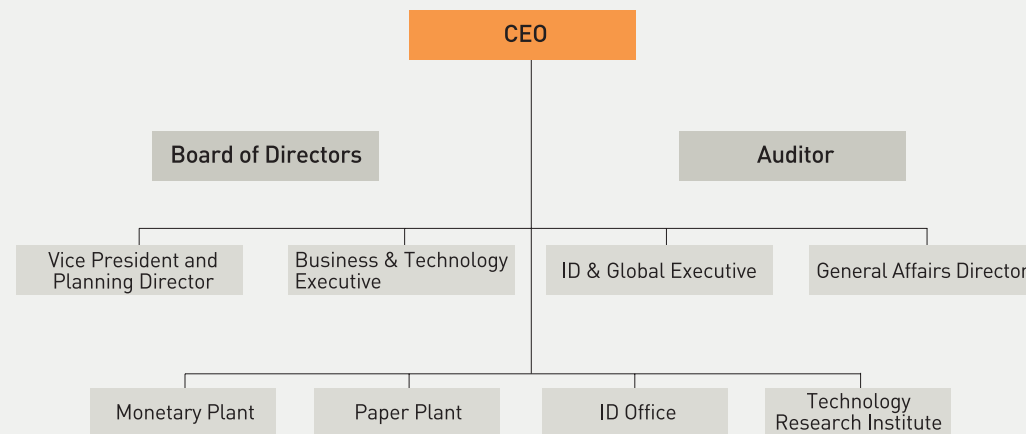 CEO
Board of Directors
Auditor
Vice President and
Planning Director
Business & Technology
Executive
ID & Global Executive
General Affairs Director
Monetary Plant
Paper Plant
ID Office
Technology
Research Institute